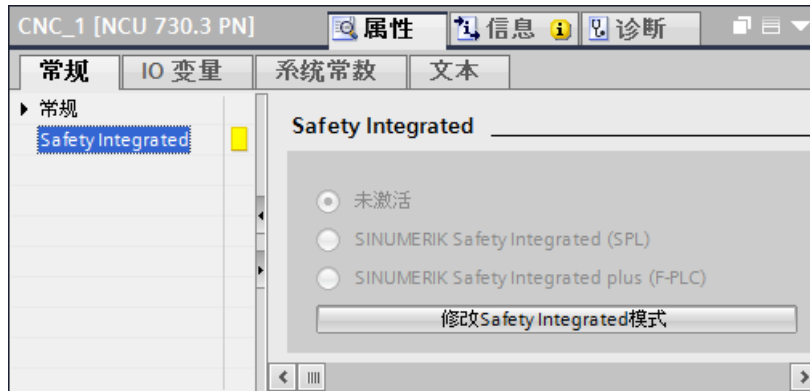 CNC_1 [NCU 730.3 PN] 属性 信息 诊断
常规 IO 变量 系统常数 文本
常规
Safety Integrated
Safety Integrated
未激活
SINUMERIK Safety Integrated (SPL)
SINUMERIK Safety Integrated plus (F-PLC)
修改Safety Integrated模式